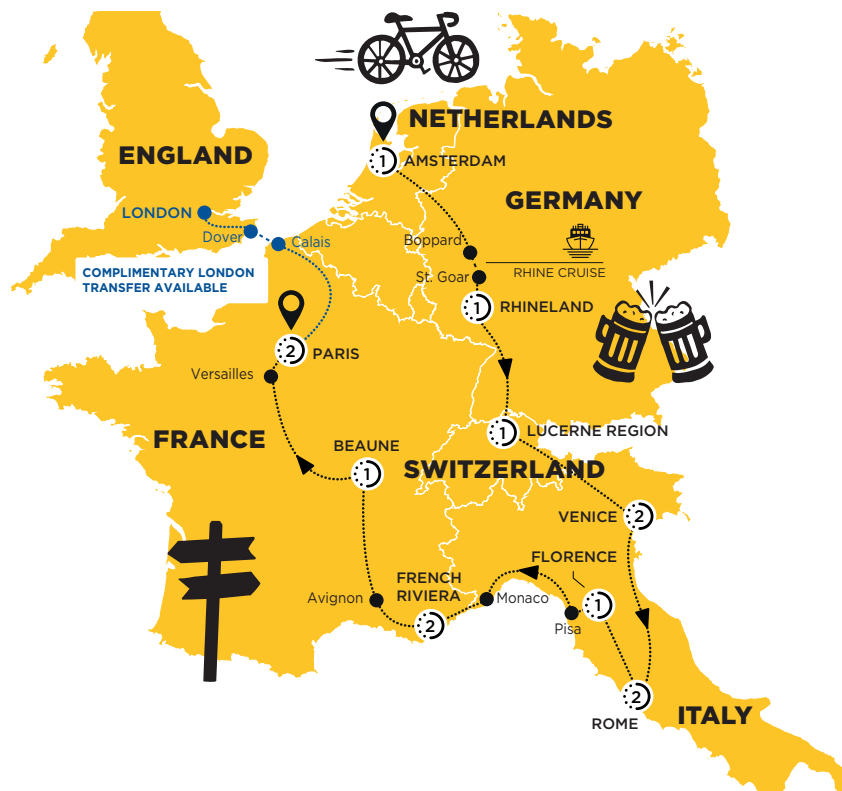 NETHERLANDS
1
AMSTERDAM
ENGLAND
GERMANY
LONDON
Dover
Calais
Boppard
St. Goar
RHINE CRUISE
COMPLIMENTARY LONDON
TRANSFER AVAILABLE
1
RHINELAND
2
PARIS
Versailles
FRANCE
BEAUNE
1
1
LUCERNE REGION
SWITZERLAND
VENICE
2
FLORENCE
1
FRENCH
RIVIERA
2
Avignon
Monaco
Pisa
2
ROME
ITALY